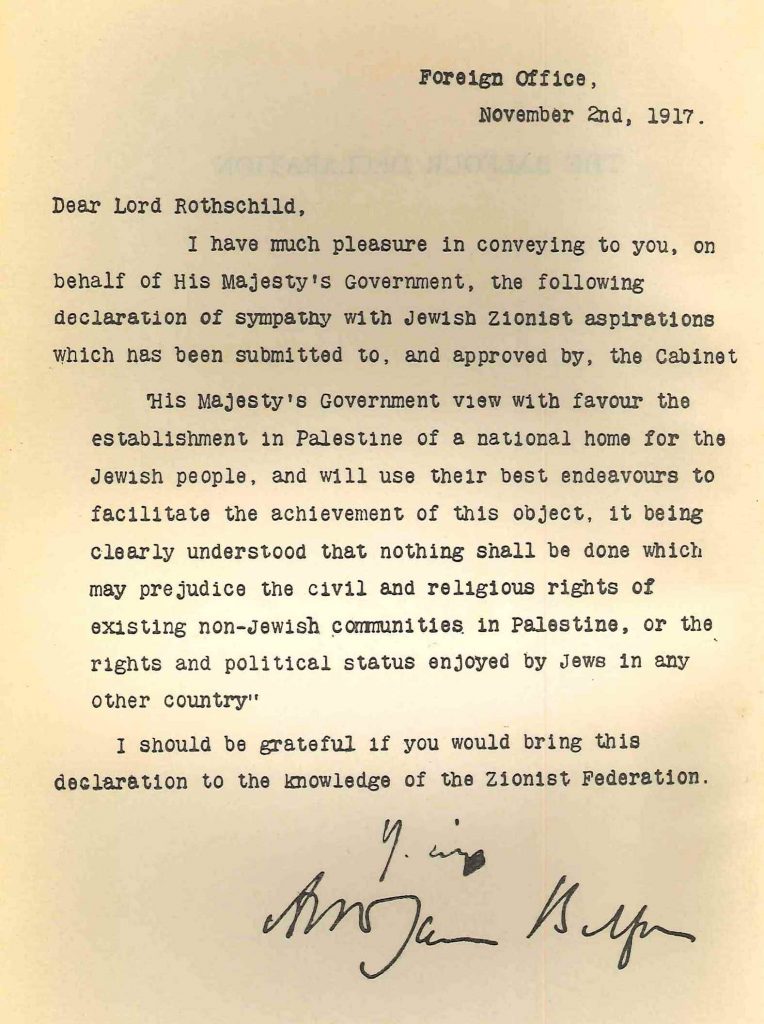 Foreign Office,
November 2nd, 1917.
Dear Lord Rothschild,
I have much pleasure in conveying to you, on
behalf of His Majesty's Government, the following
declaration of sympathy with Jewish Zionist aspirations
which has been submitted to, and approved by, the Cabinet
"His Majesty's Government view with favour the
establishment in Palestine of a national home for the
Jewish people, and will use their best endeavours to
facilitate the achievement of this object, it being
clearly understood that nothing shall be done which
may prejudice the civil and religious rights of
existing non-Jewish communities in Palestine, or the
rights and political status enjoyed by Jews in any
other country"
I should be grateful if you would bring this
declaration to the knowledge of the Zionist Federation.